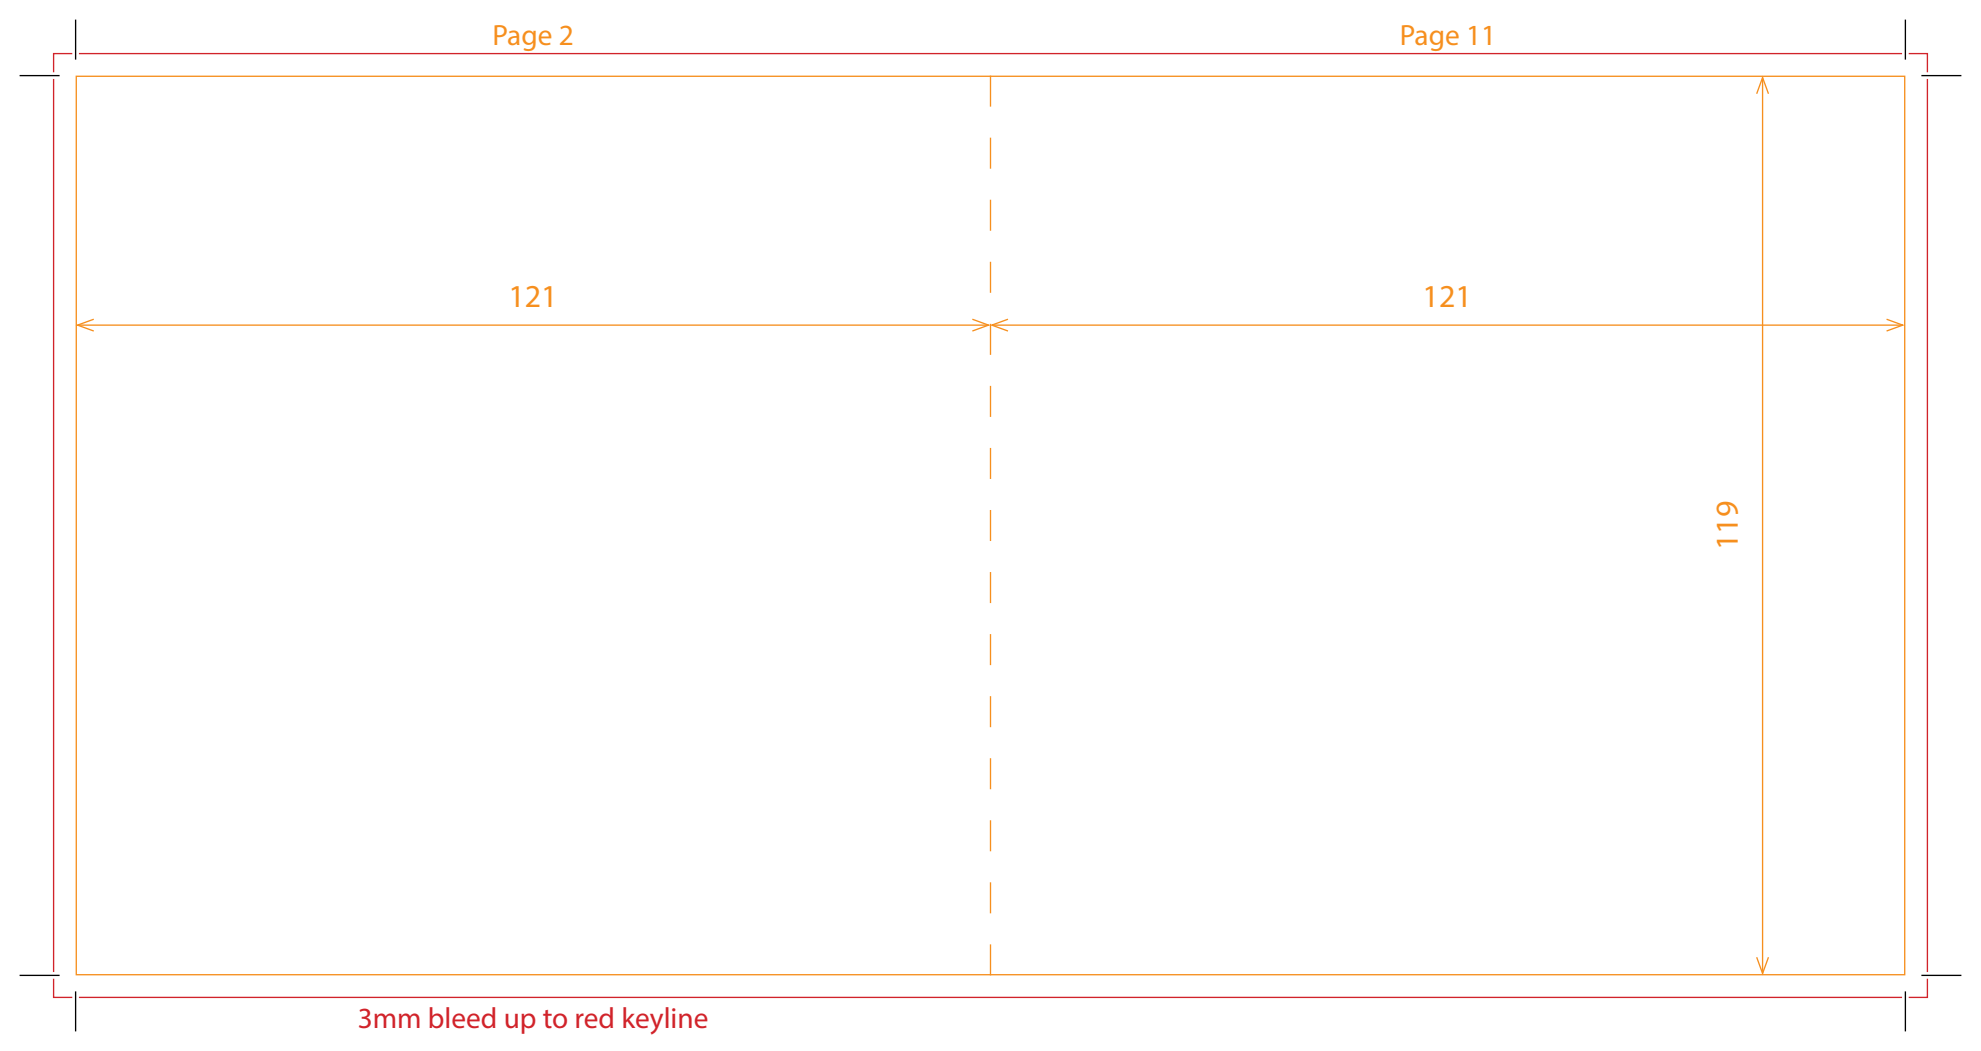 Page 2
Page 11
121
121
119
3mm bleed up to red keyline